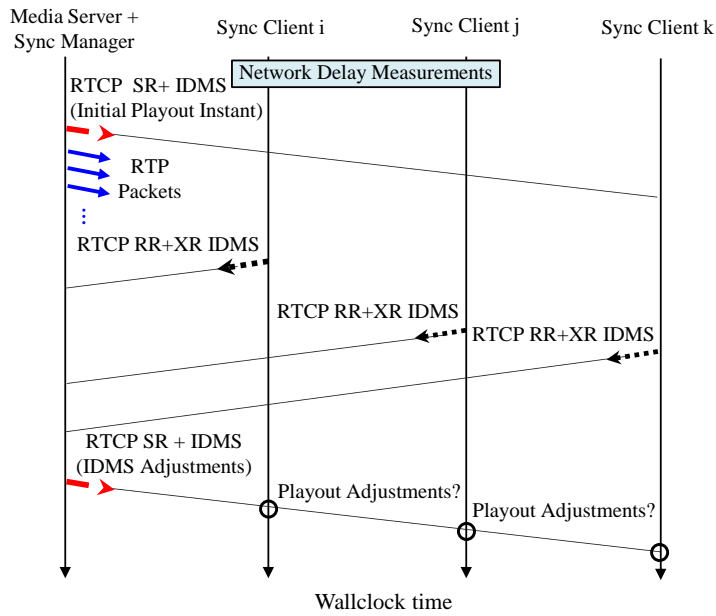 Media Server +
Sync Manager
Sync Client i
Sync Client j
Sync Client k
Network Delay Measurements
RTCP SR+ IDMS
(Initial Playout Instant)
RTP
Packets
...
RTCP RR+XR IDMS
RTCP RR+XR IDMS
RTCP RR+XR IDMS
RTCP SR + IDMS
(IDMS Adjustments)
Playout Adjustments?
Playout Adjustments?
Wallclock time